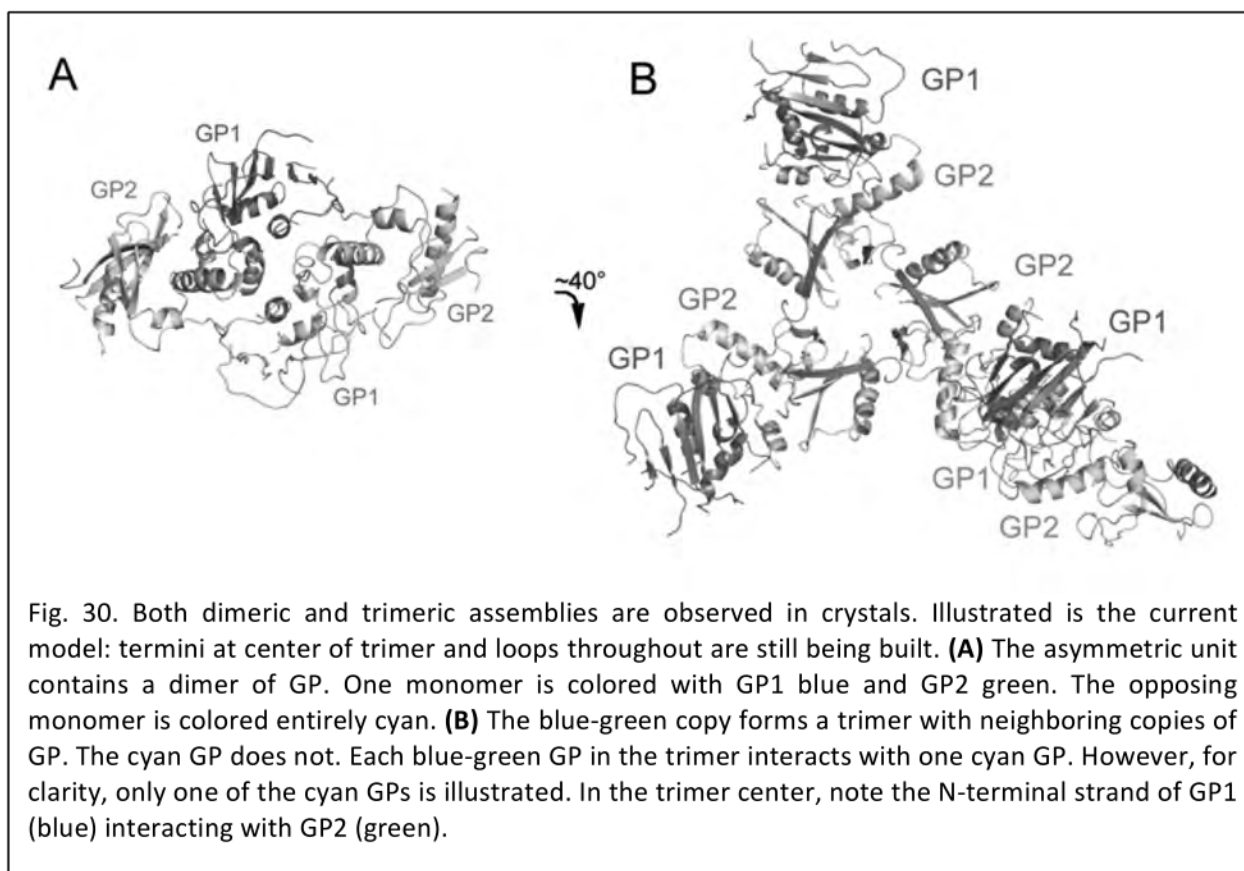 A
B
GP1
GP1
GP2
GP2
GP2
~40°
GP2
GP1
GP1
GP2
GP1
GP1
GP2
Fig. 30. Both dimeric and trimeric assemblies are observed in crystals. Illustrated is the current
model: termini at center of trimer and loops throughout are still being built. (A) The asymmetric unit
contains a dimer of GP. One monomer is colored with GP1 blue and GP2 green. The opposing
monomer is colored entirely cyan. (B) The blue-green copy forms a trimer with neighboring copies of
GP. The cyan GP does not. Each blue-green GP in the trimer interacts with one cyan GP. However, for
clarity, only one of the cyan GPs is illustrated. In the trimer center, note the N-terminal strand of GP1
(blue) interacting with GP2 (green).